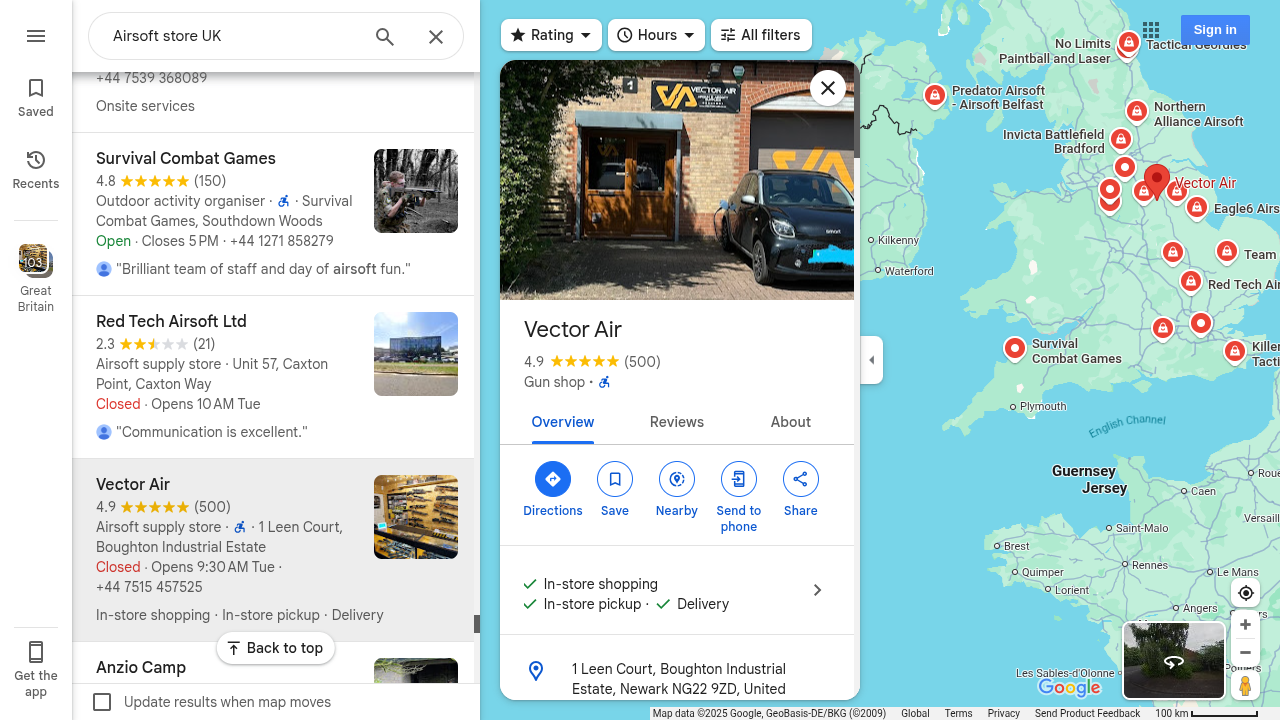 Airsoft store UK
Saved
Recents
103
Great
Britain
Get the
app
+44 7539 368089
Onsite services
Survival Combat Games
4.8 (150)
Outdoor activity organiser · · Survival
Combat Games, Southdown Woods
Open · Closes 5 PM · +44 1271 858279
"Brilliant team of staff and day of airsoft fun."
Red Tech Airsoft Ltd
2.3 (21)
Airsoft supply store · Unit 57, Caxton
Point, Caxton Way
Closed · Opens 10 AM Tue
"Communication is excellent."
Vector Air
4.9 (500)
Airsoft supply store · · 1 Leen Court,
Boughton Industrial Estate
Closed · Opens 9:30 AM Tue ·
+44 7515 457525
In-store shopping · In-store pickup · Delivery
Back to top
Anzio Camp
Update results when map moves
Rating
Hours
All filters
VECTOR AIR
Vector Air
4.9 (500)
Gun shop ·
Overview
Reviews
About
Directions
Save
Nearby
Send to
phone
Share
In-store shopping
In-store pickup · Delivery
1 Leen Court, Boughton Industrial
Estate, Newark NG22 9ZD, United
Sign in
No Limits
Paintball and Laser
Tactical Geordies
Predator Airsoft
- Airsoft Belfast
Northern
Alliance Airsoft
Invicta Battlefield
Bradford
Vector Air
Eagle6 Airs
Kilkenny
Waterford
Team
Red Tech Air
Survival
Combat Games
Killer
Tacti
Plymouth
English Channel
Guernsey
Jersey
Caen
Roue
Versaill
Saint-Malo
Brest
Rennes
Quimper
Le Mans
Lorient
Angers
Les Sables-d'Olonne
Poitiers
Google
Map data ©2025 Google, GeoBasis-DE/BKG (©2009)
Global
Terms
Privacy
Send Product Feedback
100 km